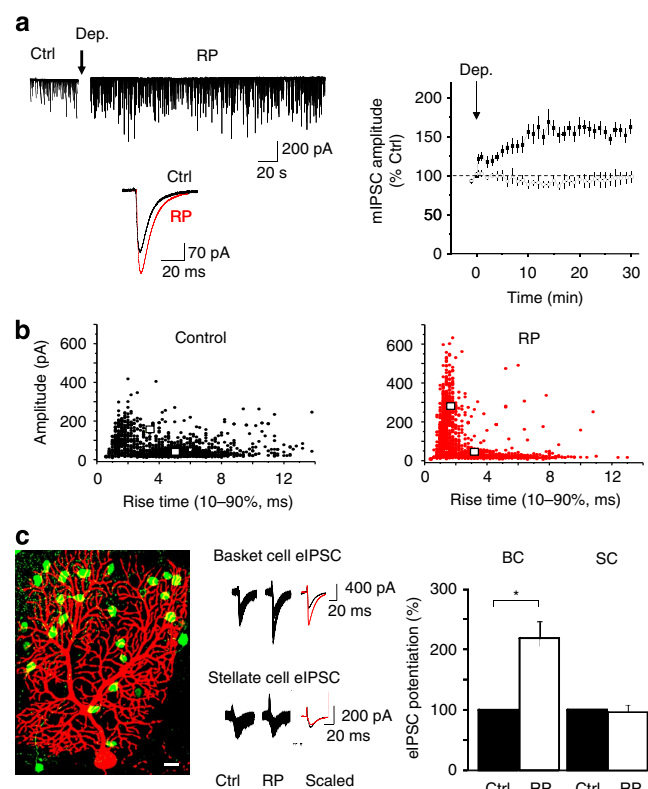 a
Dep.
Ctrl
RP
200 pA
20 s
Ctrl
RP
70 pA
20 ms
Dep.
200
150
100
50
0
mIPSC amplitude
(% Ctrl)
0 10 20 30
Time (min)
b
Control
600
400
200
0
Amplitude (pA)
0 4 8 12
Rise time (10–90%, ms)
RP
600
400
200
0
0 4 8 12
Rise time (10–90%, ms)
c
Basket cell eIPSC
400 pA
20 ms
Stellate cell eIPSC
200 pA
20 ms
Ctrl RP Scaled
BC SC
300
200
100
0
eIPSC potentiation (%)
*
Ctrl RP Ctrl RP